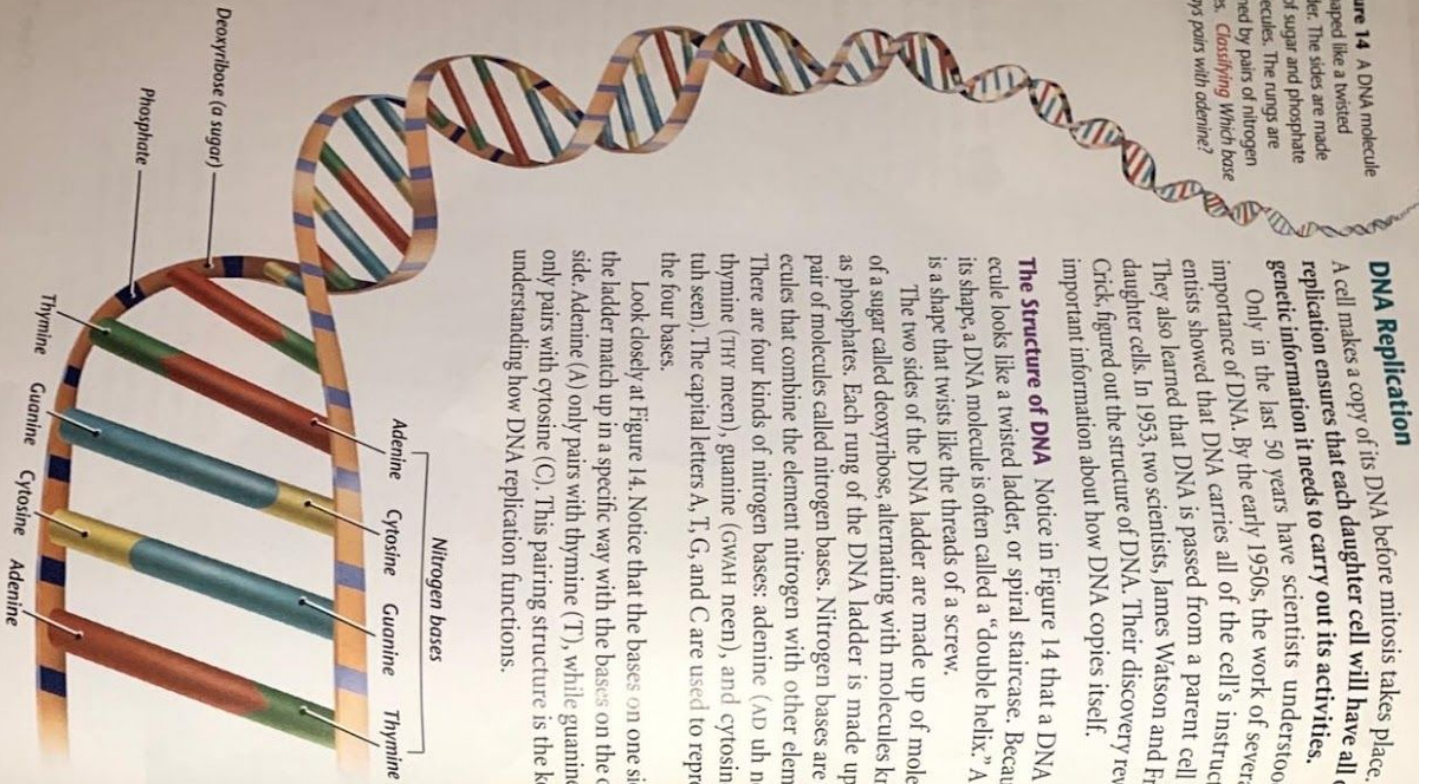 ure 14 A DNA molecule
haped like a twisted
der. The sides are made
of sugar and phosphate
ecules. The rungs are
ned by pairs of nitrogen
es. Classifying Which base
ays pairs with adenine?
DNA Replication
A cell makes a copy of its DNA before mitosis takes place.
replication ensures that each daughter cell will have all
genetic information it needs to carry out its activities.
Only in the last 50 years have scientists understoo
importance of DNA. By the early 1950s, the work of severa
entists showed that DNA carries all of the cell's instruc
They also learned that DNA is passed from a parent cell
daughter cells. In 1953, two scientists, James Watson and Fr
Crick, figured out the structure of DNA. Their discovery rev
important information about how DNA copies itself.
The Structure of DNA Notice in Figure 14 that a DNA
ecule looks like a twisted ladder, or spiral staircase. Becau
its shape, a DNA molecule is often called a "double helix." A
is a shape that twists like the threads of a screw.
The two sides of the DNA ladder are made up of mole
of a sugar called deoxyribose, alternating with molecules kn
as phosphates. Each rung of the DNA ladder is made up
pair of molecules called nitrogen bases. Nitrogen bases are
ecules that combine the element nitrogen with other elem
There are four kinds of nitrogen bases: adenine (AD uh n
thymine (THY meen), guanine (GWAH neen), and cytosin
tuh seen). The capital letters A, T, G, and C are used to repre
the four bases.
Look closely at Figure 14. Notice that the bases on one si
the ladder match up in a specific way with the bases on the o
side. Adenine (A) only pairs with thymine (T), while guanine
only pairs with cytosine (C). This pairing structure is the ke
understanding how DNA replication functions.
Nitrogen bases
Adenine Cytosine Guanine Thymine
Deoxyribose (a sugar)
Phosphate
Thymine Guanine Cytosine Adenine